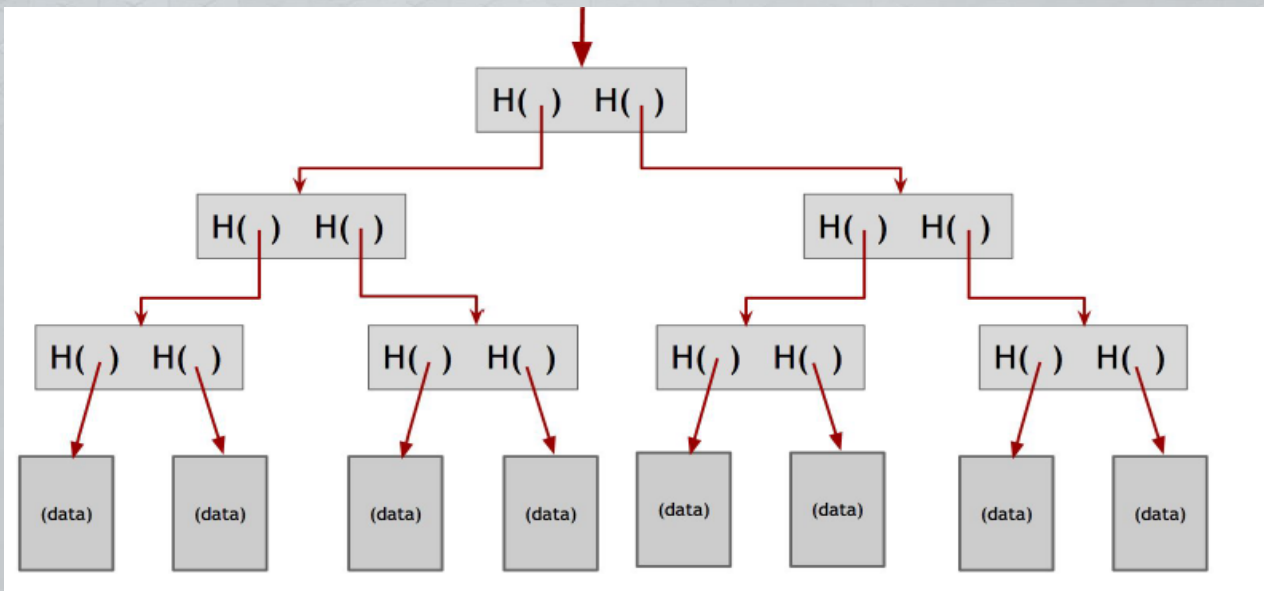 H( ) H( )
H( ) H( ) H( ) H( )
H( ) H( ) H( ) H( ) H( ) H( ) H( ) H( )
(data) (data) (data) (data) (data) (data) (data) (data)